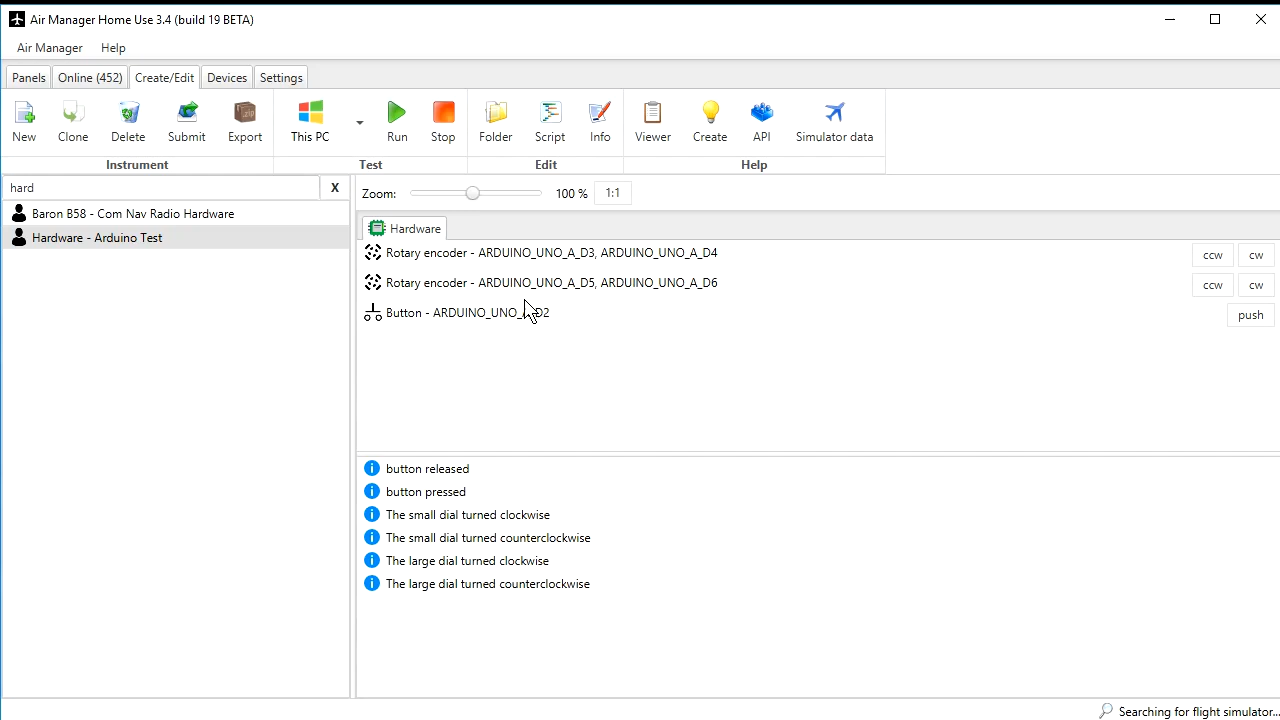 Air Manager Home Use 3.4 (build 19 BETA)
Air Manager Help
Panels Online (452) Create/Edit Devices Settings
New Clone Delete Submit Export This PC Run Stop Folder Script Info Viewer Create API Simulator data
Instrument Test Edit Help
hard X
Zoom: 100 % 1:1
Baron B58 - Com Nav Radio Hardware
Hardware - Arduino Test
Hardware
Rotary encoder - ARDUINO_UNO_A_D3, ARDUINO_UNO_A_D4 ccw cw
Rotary encoder - ARDUINO_UNO_A_D5, ARDUINO_UNO_A_D6 ccw cw
Button - ARDUINO_UNO_A_D2 push
button released
button pressed
The small dial turned clockwise
The small dial turned counterclockwise
The large dial turned clockwise
The large dial turned counterclockwise
Searching for flight simulator...